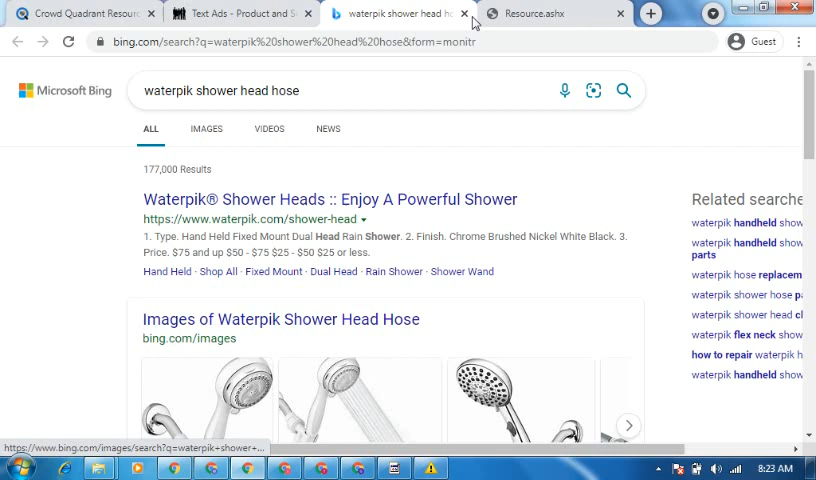 Crowd Quadrant Resourc
Text Ads - Product and S
waterpik shower head ho
Resource.ashx
bing.com/search?q=waterpik%20shower%20head%20hose&form=monitr
Guest
Microsoft Bing
waterpik shower head hose
ALL
IMAGES
VIDEOS
NEWS
177,000 Results
Waterpik® Shower Heads :: Enjoy A Powerful Shower
https://www.waterpik.com/shower-head
1. Type. Hand Held Fixed Mount Dual Head Rain Shower. 2. Finish. Chrome Brushed Nickel White Black. 3.
Price. $75 and up $50 - $75 $25 - $50 $25 or less.
Hand Held · Shop All · Fixed Mount · Dual Head · Rain Shower · Shower Wand
Images of Waterpik Shower Head Hose
bing.com/images
Related searche
waterpik handheld show
waterpik handheld show
parts
waterpik hose replacem
waterpik shower hose pa
waterpik shower head cl
waterpik flex neck show
how to repair waterpik h
waterpik handheld show
https://www.bing.com/images/search?q=waterpik+shower+...
8:23 AM